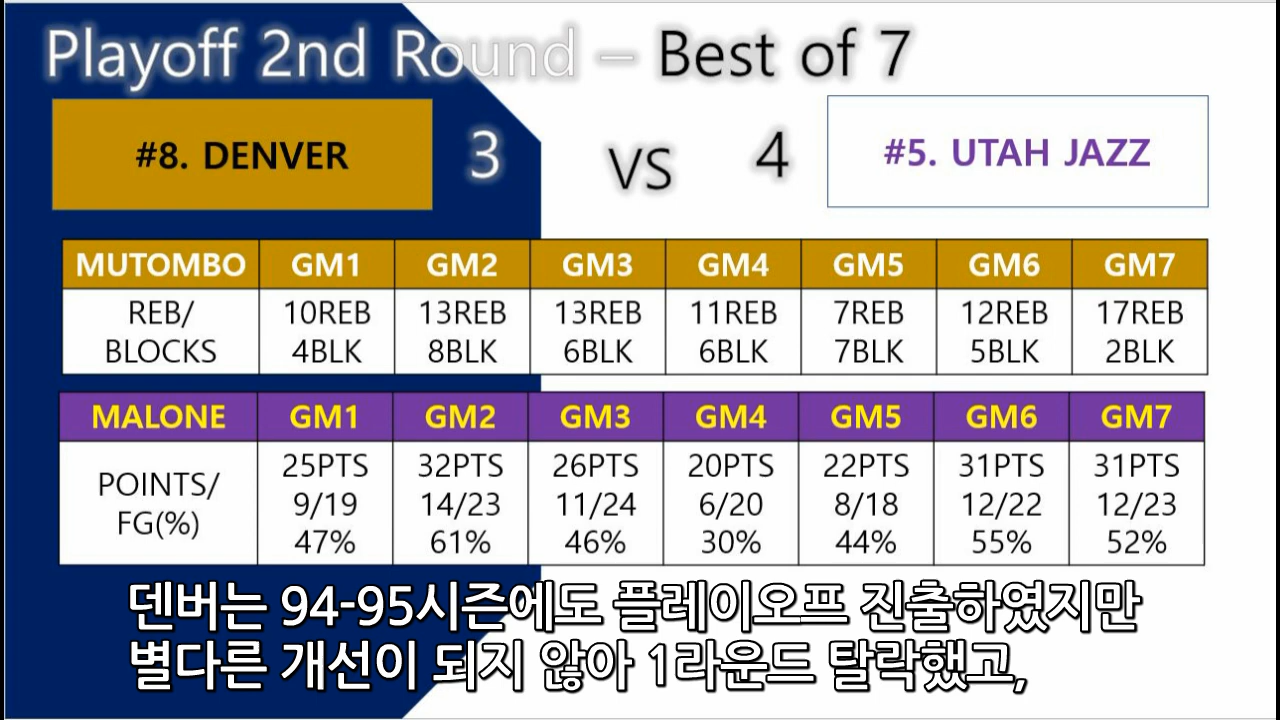 Playoff 2nd Round – Best of 7
#8. DENVER 3 VS 4 #5. UTAH JAZZ
MUTOMBO GM1 GM2 GM3 GM4 GM5 GM6 GM7
REB/ 10REB 13REB 13REB 11REB 7REB 12REB 17REB
BLOCKS 4BLK 8BLK 6BLK 6BLK 7BLK 5BLK 2BLK
MALONE GM1 GM2 GM3 GM4 GM5 GM6 GM7
POINTS/ 25PTS 32PTS 26PTS 20PTS 22PTS 31PTS 31PTS
FG(%) 9/19 14/23 11/24 6/20 8/18 12/22 12/23
47% 61% 46% 30% 44% 55% 52%
덴버는 94-95시즌에도 플레이오프 진출하였지만
별다른 개선이 되지 않아 1라운드 탈락했고,